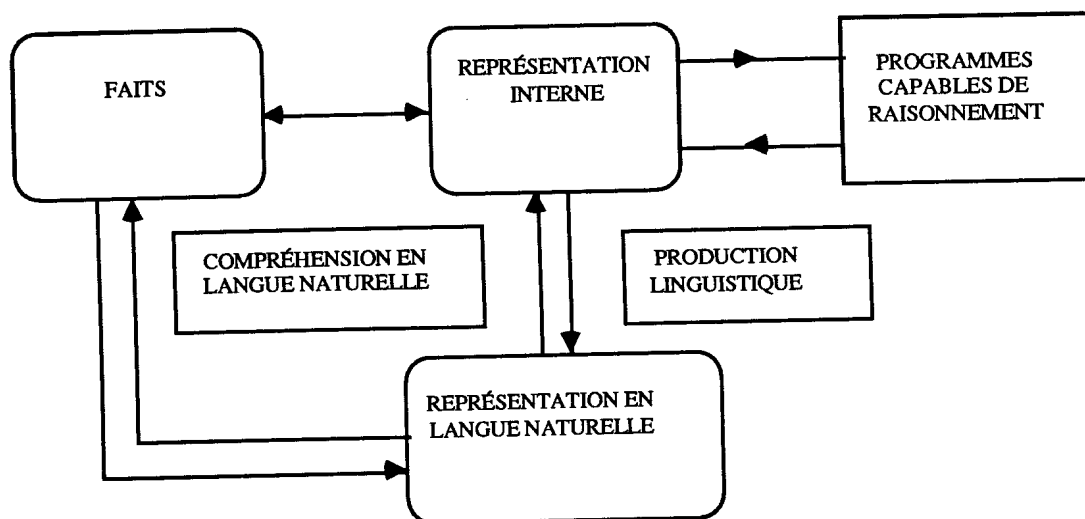 FAITS
REPRÉSENTATION
INTERNE
PROGRAMMES
CAPABLES DE
RAISONNEMENT
COMPRÉHENSION EN
LANGUE NATURELLE
PRODUCTION
LINGUISTIQUE
REPRÉSENTATION EN
LANGUE NATURELLE